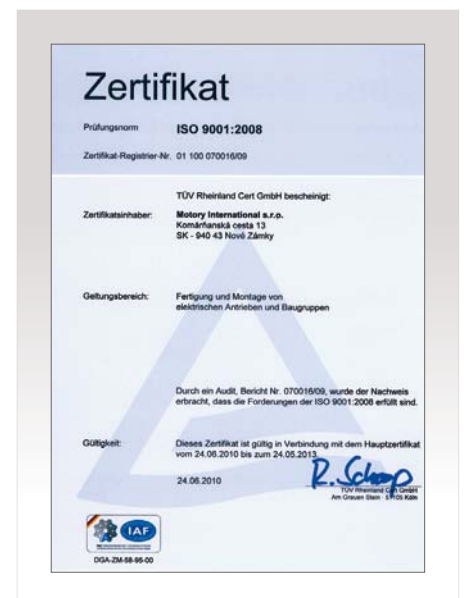 Zertifikat
Prüfungsnorm ISO 9001:2008
Zertifikat-Registrier-Nr. 01 100 070016/09
TÜV Rheinland Cert GmbH bescheinigt:
Zertifikatsinhaber: Motory International s.r.o.
Komárňanská cesta 13
SK - 940 43 Nové Zámky
Geltungsbereich: Fertigung und Montage von
elektrischen Antrieben und Baugruppen
Durch ein Audit, Bericht Nr. 070016/09, wurde der Nachweis
erbracht, dass die Forderungen der ISO 9001:2008 erfüllt sind.
Gültigkeit: Dieses Zertifikat ist gültig in Verbindung mit dem Hauptzertifikat
vom 24.06.2010 bis zum 24.05.2013.
24.06.2010
TÜV Rheinland Cert GmbH
Am Grauen Stein · 51105 Köln
IAF
DGA-ZM-58-95-00